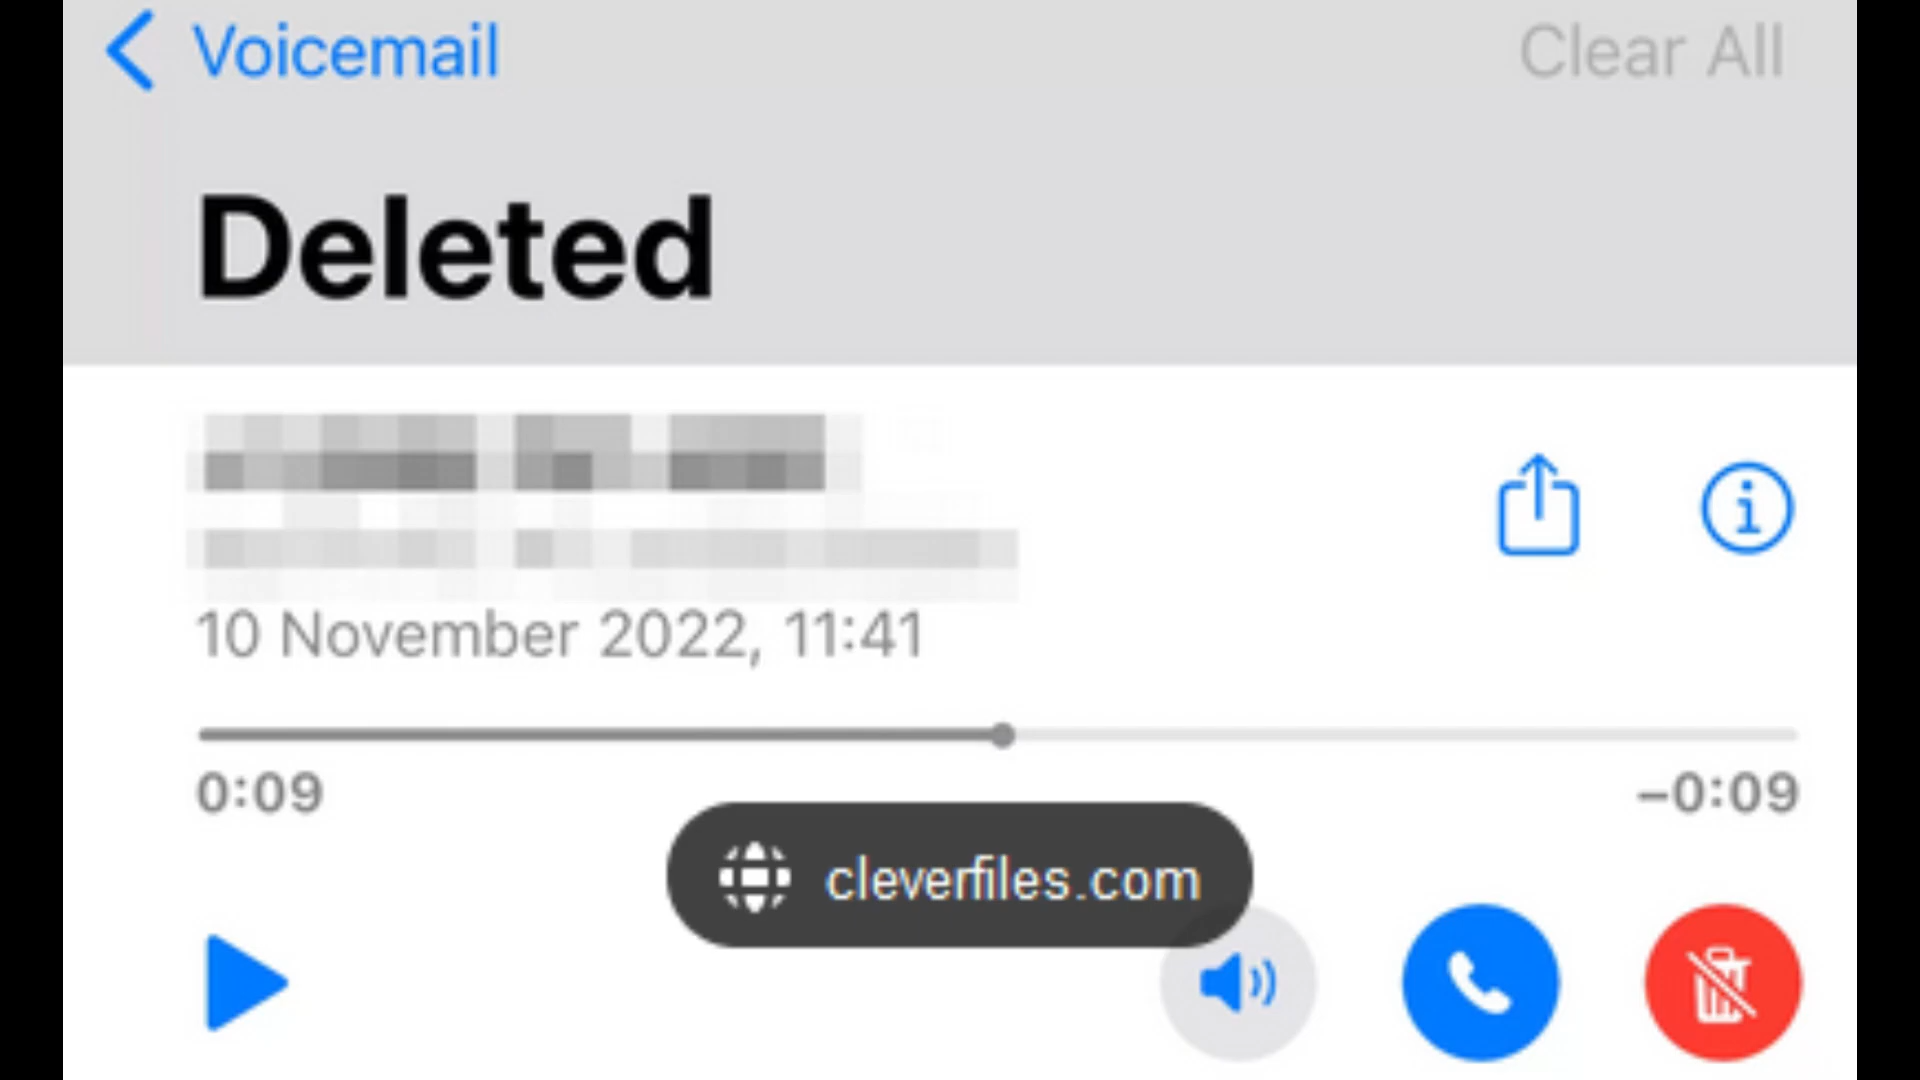 Voicemail
Clear All
Deleted
10 November 2022, 11:41
0:09
–0:09
cleverfiles.com